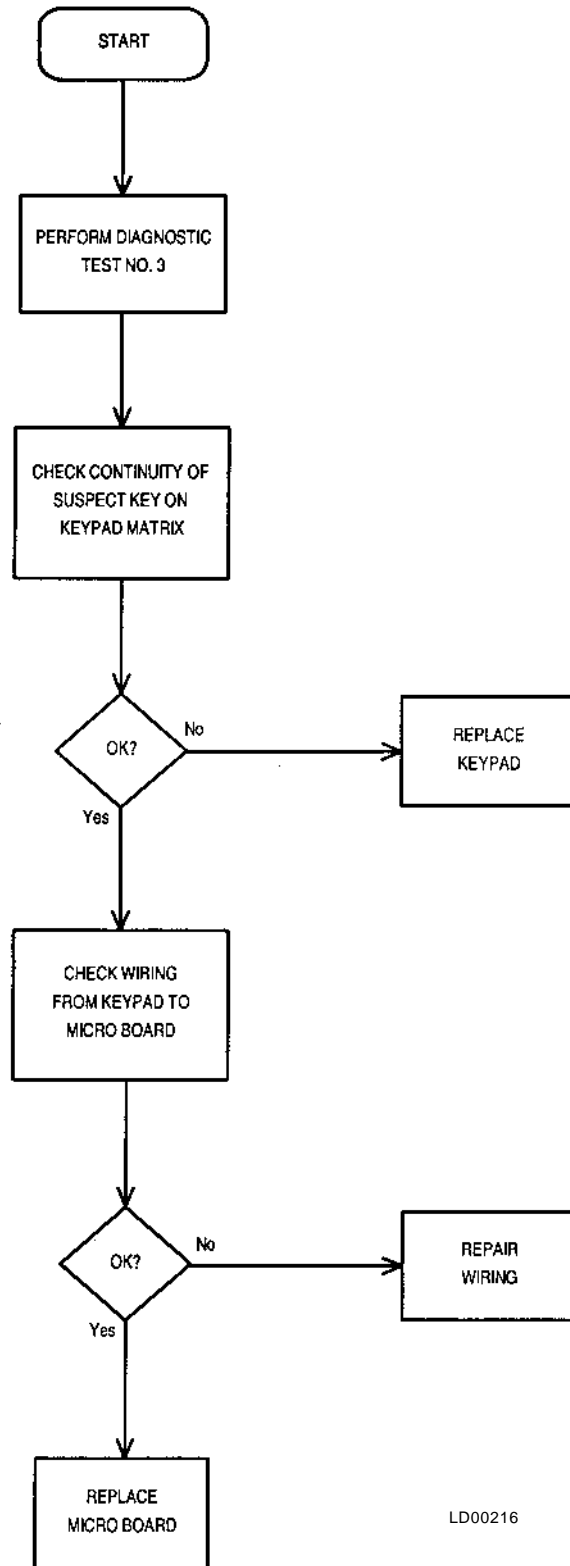 START
PERFORM DIAGNOSTIC
TEST NO. 3
CHECK CONTINUITY OF
SUSPECT KEY ON
KEYPAD MATRIX
OK?
No
REPLACE
KEYPAD
Yes
CHECK WIRING
FROM KEYPAD TO
MICRO BOARD
OK?
No
REPAIR
WIRING
Yes
REPLACE
MICRO BOARD
LD00216